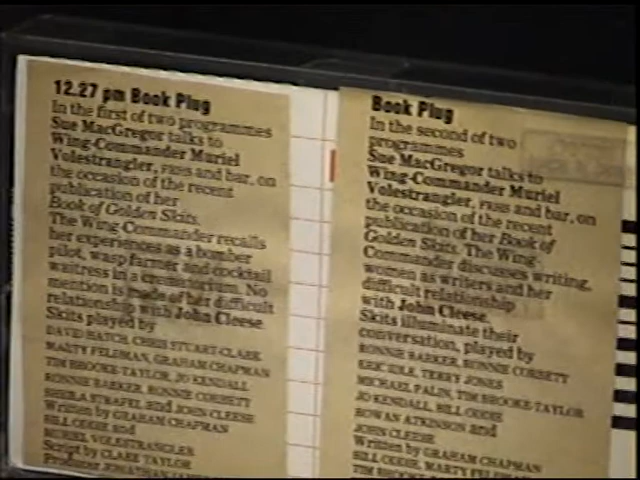 12.27 pm Book Plug
In the first of two programmes
Sue MacGregor talks to
Wing-Commander Muriel
Volestrangler, FRHS and bar, on
the occasion of the recent
publication of her
Book of Golden Skits.
The Wing-Commander recalls
her experiences as a bomber
pilot, wasp farmer and cocktail
waitress in a crematorium. No
mention is made of her difficult
relationship with John Cleese.
Skits played by
DAVID HATCH, CHRIS STUART-CLARK,
MARTY FELDMAN, GRAHAM CHAPMAN
TIM BROOKE-TAYLOR, JO KENDALL
RONNIE BARKER, RONNIE CORBETT
SHEILA STEAFEL and JOHN CLEESE
Written by GRAHAM CHAPMAN
BILL ODDIE and
MURIEL VOLESTRANGLER
Script by CLARE TAYLOR
Producer JONATHAN
Book Plug
In the second of two
programmes
Sue MacGregor talks to
Wing-Commander Muriel
Volestrangler, FRHS and bar, on
the occasion of the recent
publication of her Book of
Golden Skits. The Wing-
Commander discusses writing,
women as writers and her
difficult relationship
with John Cleese.
Skits illuminate their
conversation, played by
RONNIE BARKER, RONNIE CORBETT
ERIC IDLE, TERRY JONES
MICHAEL PALIN, TIM BROOKE-TAYLOR
JO KENDALL, BILL ODDIE
ROWAN ATKINSON and
JOHN CLEESE
Written by GRAHAM CHAPMAN
BILL ODDIE, MARTY FELDMAN
TIM